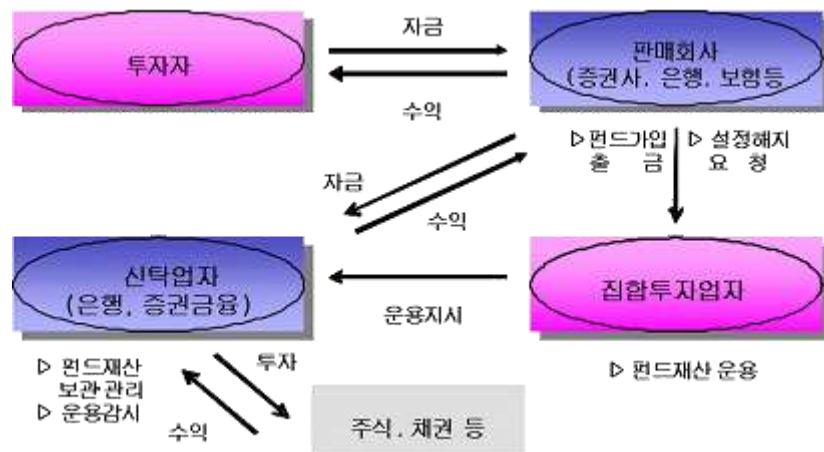 자금
투자자
판매회사
(증권사, 은행, 보험등
수익
▷펀드가입
출 금
▷ 설정해지
요 청
자금
수익
신탁업자
(은행, 증권금융)
집합투자업자
운용지시
▷ 펀드재산
보관·관리
▷ 운용감시
투자
▷ 펀드재산 운용
수익
주식, 채권 등